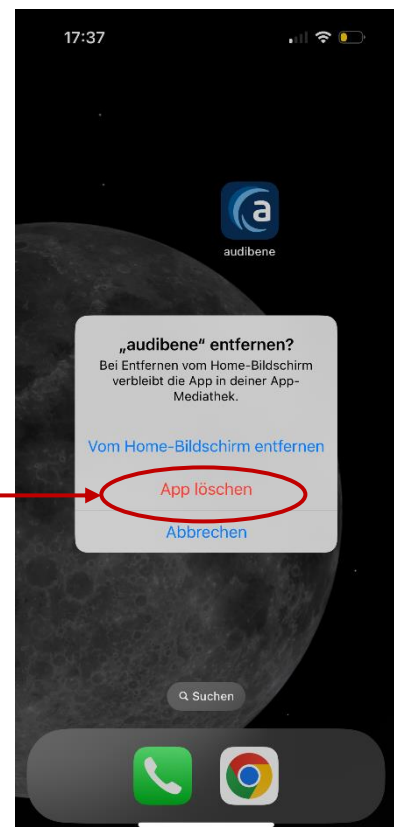 17:37
a
audibene
„audibene“ entfernen?
Bei Entfernen vom Home-Bildschirm
verbleibt die App in deiner App-
Mediathek.
Vom Home-Bildschirm entfernen
App löschen
Abbrechen
Suchen